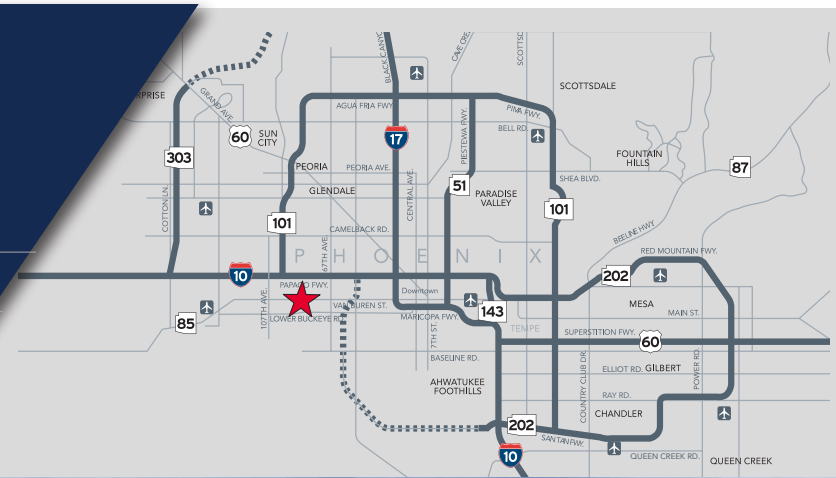 BLACK CANY
CAVE CRE
SCOTTSD
SCOTTSDALE
RPRISE
GRAND AVE.
AGUA FRIA FWY.
PIMA FWY.
60
SUN
CITY
17
PIESTEWA FWY.
BELL RD.
303
PEORIA
PEORIA AVE.
FOUNTAIN
HILLS
87
GLENDALE
51
PARADISE
VALLEY
SHEA BLVD.
COTTON LN.
CENTRAL AVE.
101
101
CAMELBACK RD.
BEELINE HWY.
PHOENIX
67TH AVE.
RED MOUNTAIN FWY.
10
PAPAGO FWY.
202
Downtown
107TH AVE.
VAN BUREN ST.
MESA
85
LOWER BUCKEYE RD.
MARICOPA FWY.
143
MAIN ST.
TEMPE
7TH ST.
SUPERSTITION FWY.
60
BASELINE RD.
COUNTRY CLUB DR.
ELLIOT RD.
GILBERT
POWER RD.
AHWATUKEE
FOOTHILLS
RAY RD.
CHANDLER
202
SANTAN FWY.
10
QUEEN CREEK RD.
QUEEN CREEK